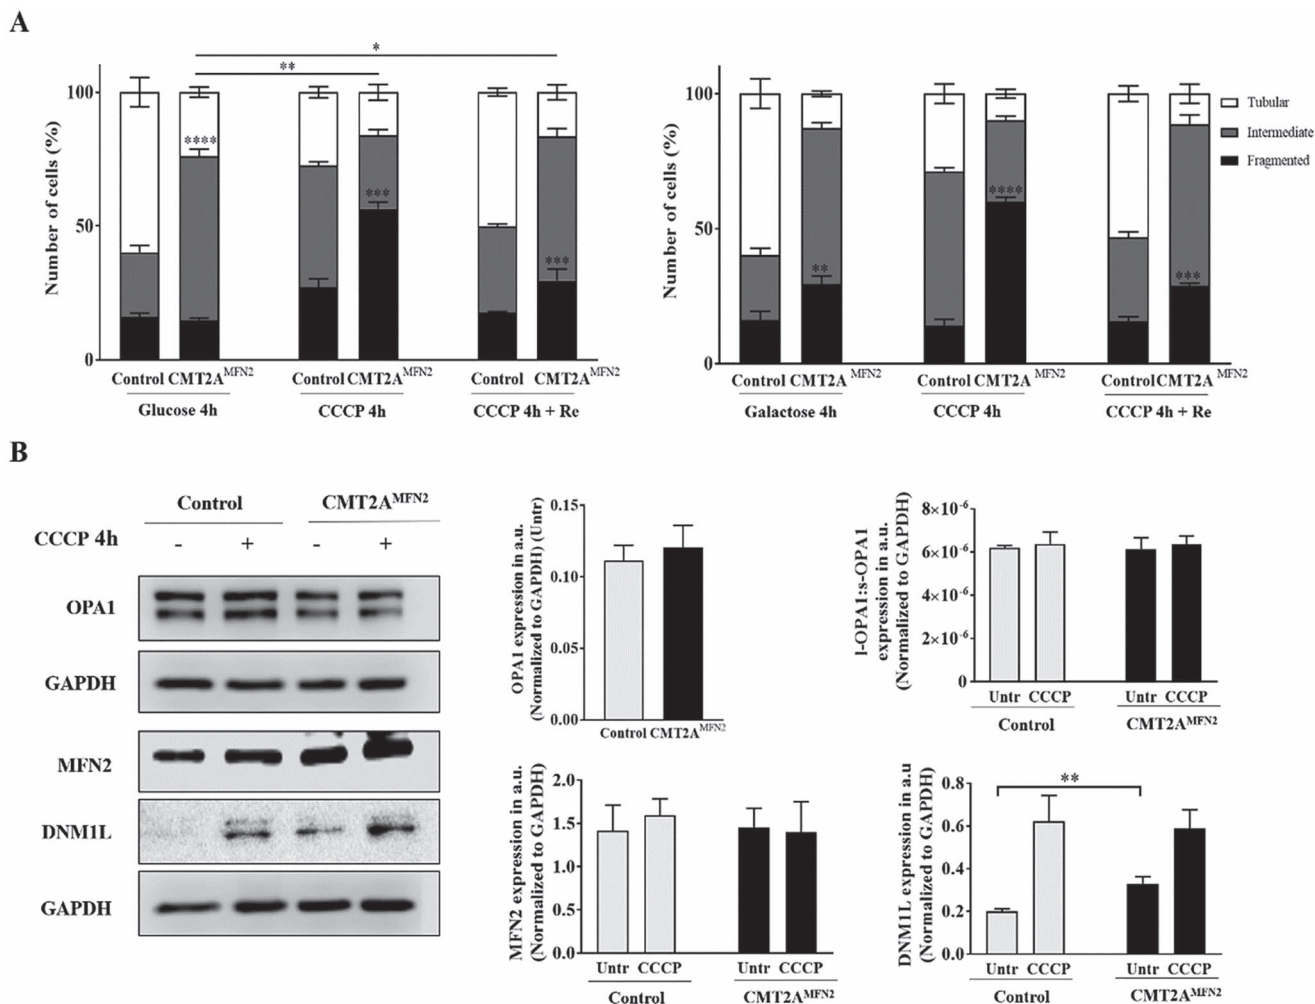 A
*
**
100
50
0
Number of cells (%)
****
***
***
Control CMT2A^MFN2 Control CMT2A^MFN2 Control CMT2A^MFN2
Glucose 4h CCCP 4h CCCP 4h + Re
100
50
0
Number of cells (%)
**
****
***
Control CMT2A^MFN2 Control CMT2A^MFN2 Control CMT2A^MFN2
Galactose 4h CCCP 4h CCCP 4h + Re
Tubular
Intermediate
Fragmented
B
Control CMT2A^MFN2
CCCP 4h - + - +
OPA1
GAPDH
MFN2
DNM1L
GAPDH
OPA1 expression in a.u.
(Normalized to GAPDH) (Untr)
0.15
0.10
0.05
0.00
Control CMT2A^MFN2
l-OPA1:s-OPA1
expression in a.u.
(Normalized to GAPDH)
8×10^-6
6×10^-6
4×10^-6
2×10^-6
0
Untr CCCP Untr CCCP
Control CMT2A^MFN2
MFN2 expression in a.u.
(Normalized to GAPDH)
2.0
1.5
1.0
0.5
0.0
Untr CCCP Untr CCCP
Control CMT2A^MFN2
DNM1L expression in a.u
(Normalized to GAPDH)
0.8
0.6
0.4
0.2
0.0
**
Untr CCCP Untr CCCP
Control CMT2A^MFN2